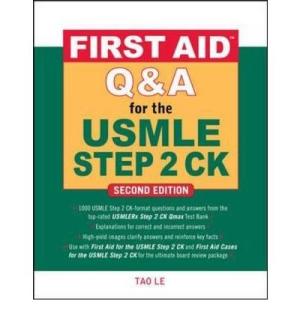 FIRST AID™
Q&A
for the
USMLE
STEP 2 CK
SECOND EDITION
1000 USMLE Step 2 CK-format questions and answers from the
top-rated USMLERx Step 2 CK Qmax Test Bank
Explanations for correct and incorrect answers
High-yield images clarify answers and reinforce key facts
Use with First Aid for the USMLE Step 2 CK and First Aid Cases
for the USMLE Step 2 CK for the ultimate board review package
TAO LE